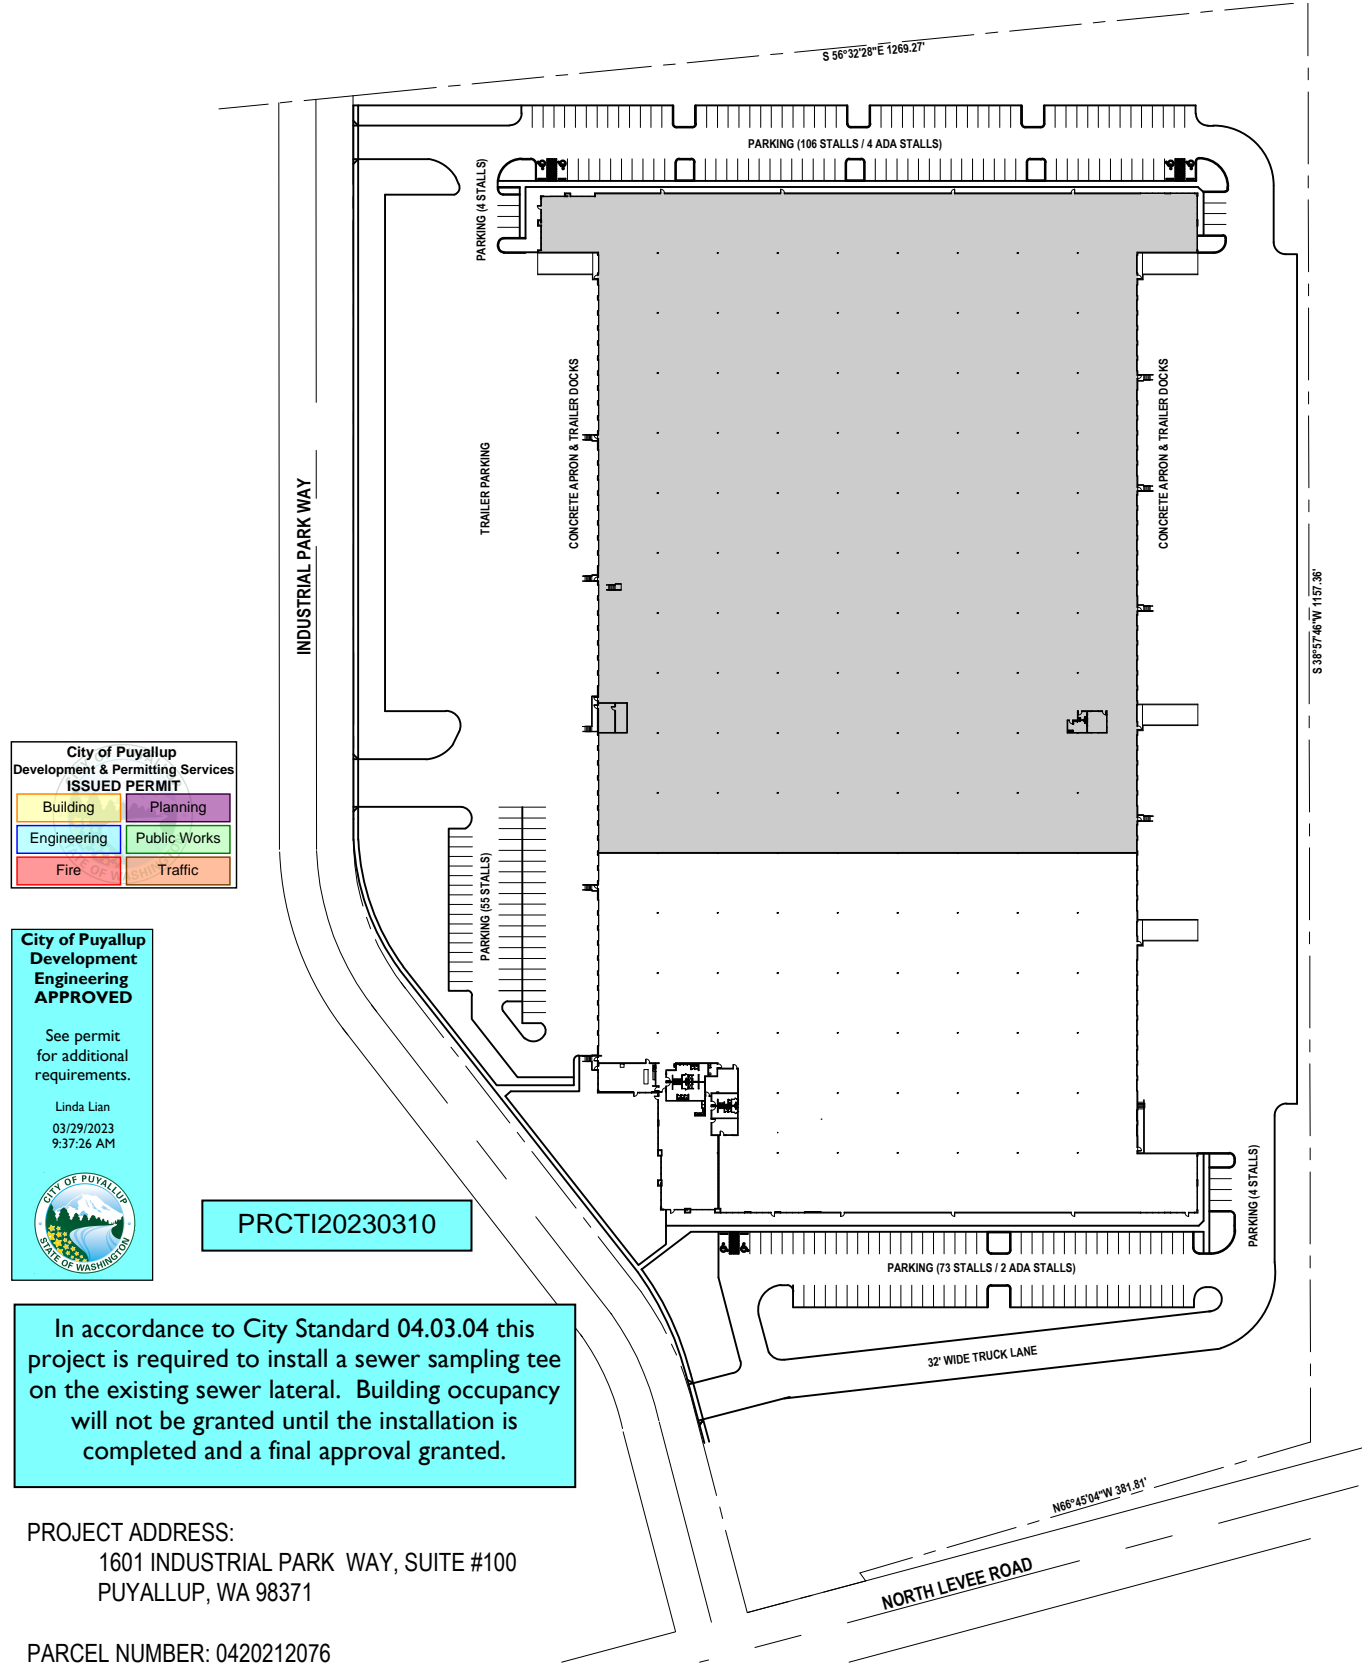 S 56°32'28"E 1269.27'
PARKING (106 STALLS / 4 ADA STALLS)
PARKING (4 STALLS)
CONCRETE APRON & TRAILER DOCKS
CONCRETE APRON & TRAILER DOCKS
TRAILER PARKING
INDUSTRIAL PARK WAY
S 38°57'46"W 1157.36'
City of Puyallup
Development & Permitting Services
ISSUED PERMIT
Building Planning
Engineering Public Works
Fire Traffic
PARKING (55 STALLS)
City of Puyallup
Development
Engineering
APPROVED
See permit
for additional
requirements.
Linda Lian
03/29/2023
9:37:26 AM
CITY OF PUYALLUP
STATE OF WASHINGTON
PRCTI20230310
PARKING (4 STALLS)
PARKING (73 STALLS / 2 ADA STALLS)
32' WIDE TRUCK LANE
In accordance to City Standard 04.03.04 this
project is required to install a sewer sampling tee
on the existing sewer lateral. Building occupancy
will not be granted until the installation is
completed and a final approval granted.
N66°45'04"W 381.81'
NORTH LEVEE ROAD
PROJECT ADDRESS:
1601 INDUSTRIAL PARK WAY, SUITE #100
PUYALLUP, WA 98371
PARCEL NUMBER: 0420212076